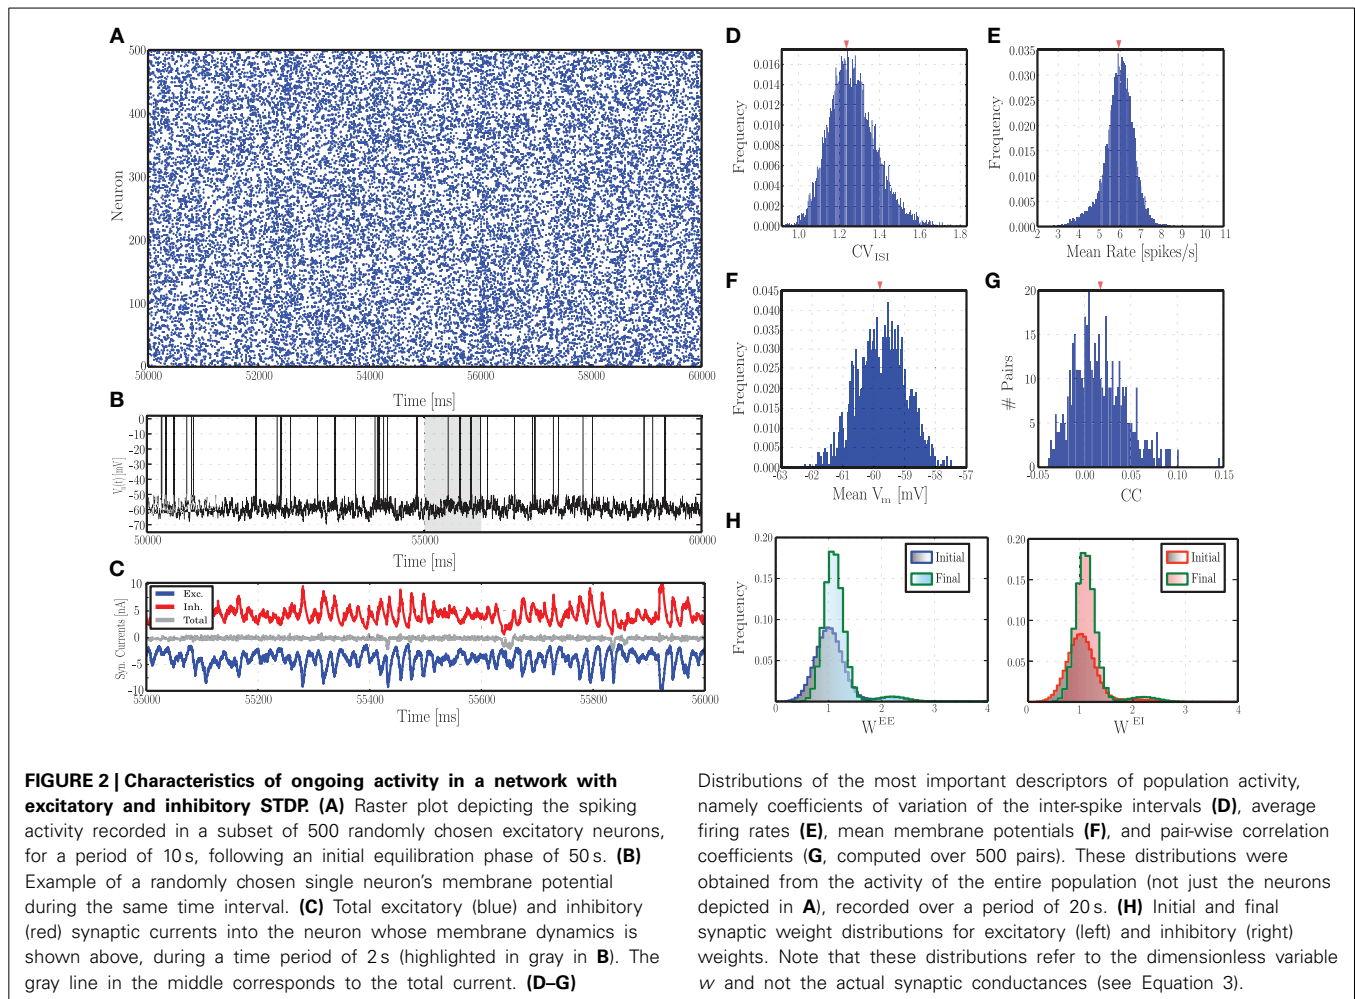 A
500
400
300
200
100
0
Neuron
50000 52000 54000 56000 58000 60000
Time [ms]
B
0
−10
−20
−30
−40
−50
−60
−70
50000 55000 60000
Time [ms]
C
10
5
0
−5
−10
Syn. Currents [nA]
Exc.
Inh.
Total
55000 55200 55400 55600 55800 56000
Time [ms]
D
0.016
0.014
0.012
0.010
0.008
0.006
0.004
0.002
0.000
Frequency
1.0 1.2 1.4 1.6 1.8
CV ISI
E
0.035
0.030
0.025
0.020
0.015
0.010
0.005
0.000
Frequency
2 3 4 5 6 7 8 9 10 11
Mean Rate [spikes/s]
F
0.045
0.040
0.035
0.030
0.025
0.020
0.015
0.010
0.005
0.000
Frequency
−63 −62 −61 −60 −59 −58 −57
Mean Vm [mV]
G
20
15
10
5
0
# Pairs
−0.05 0.00 0.05 0.10 0.15
CC
H
0.20
0.15
0.10
0.05
Frequency
Initial
Final
0 1 2 3 4
W EE
0.20
0.15
0.10
0.05
Initial
Final
0 1 2 3 4
W EI
FIGURE 2 | Characteristics of ongoing activity in a network with
excitatory and inhibitory STDP. (A) Raster plot depicting the spiking
activity recorded in a subset of 500 randomly chosen excitatory neurons,
for a period of 10 s, following an initial equilibration phase of 50 s. (B)
Example of a randomly chosen single neuron's membrane potential
during the same time interval. (C) Total excitatory (blue) and inhibitory
(red) synaptic currents into the neuron whose membrane dynamics is
shown above, during a time period of 2 s (highlighted in gray in B). The
gray line in the middle corresponds to the total current. (D–G)
Distributions of the most important descriptors of population activity,
namely coefficients of variation of the inter-spike intervals (D), average
firing rates (E), mean membrane potentials (F), and pair-wise correlation
coefficients (G, computed over 500 pairs). These distributions were
obtained from the activity of the entire population (not just the neurons
depicted in A), recorded over a period of 20 s. (H) Initial and final
synaptic weight distributions for excitatory (left) and inhibitory (right)
weights. Note that these distributions refer to the dimensionless variable
w and not the actual synaptic conductances (see Equation 3).